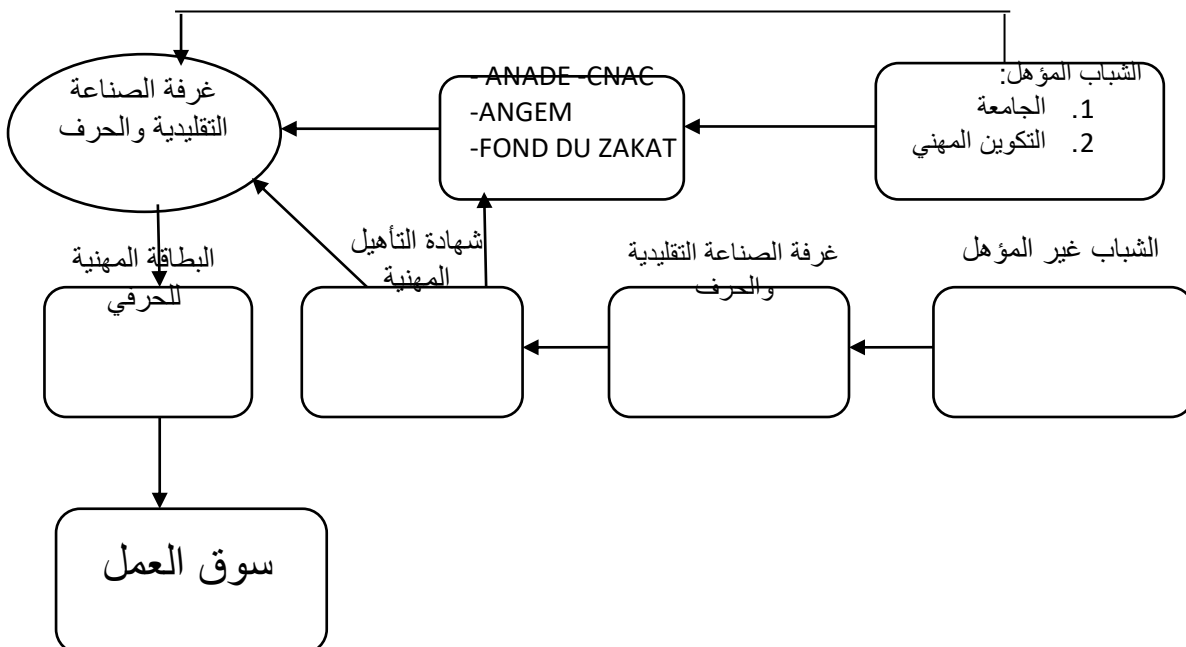 الشباب المؤهل:
1. الجامعة
2. التكوين المهني
- ANADE -CNAC
-ANGEM
-FOND DU ZAKAT
غرفة الصناعة
التقليدية والحرف
الشباب غير المؤهل
غرفة الصناعة التقليدية
والحرف
شهادة التأهيل
المهنية
البطاقة المهنية
للحرفي
سوق العمل